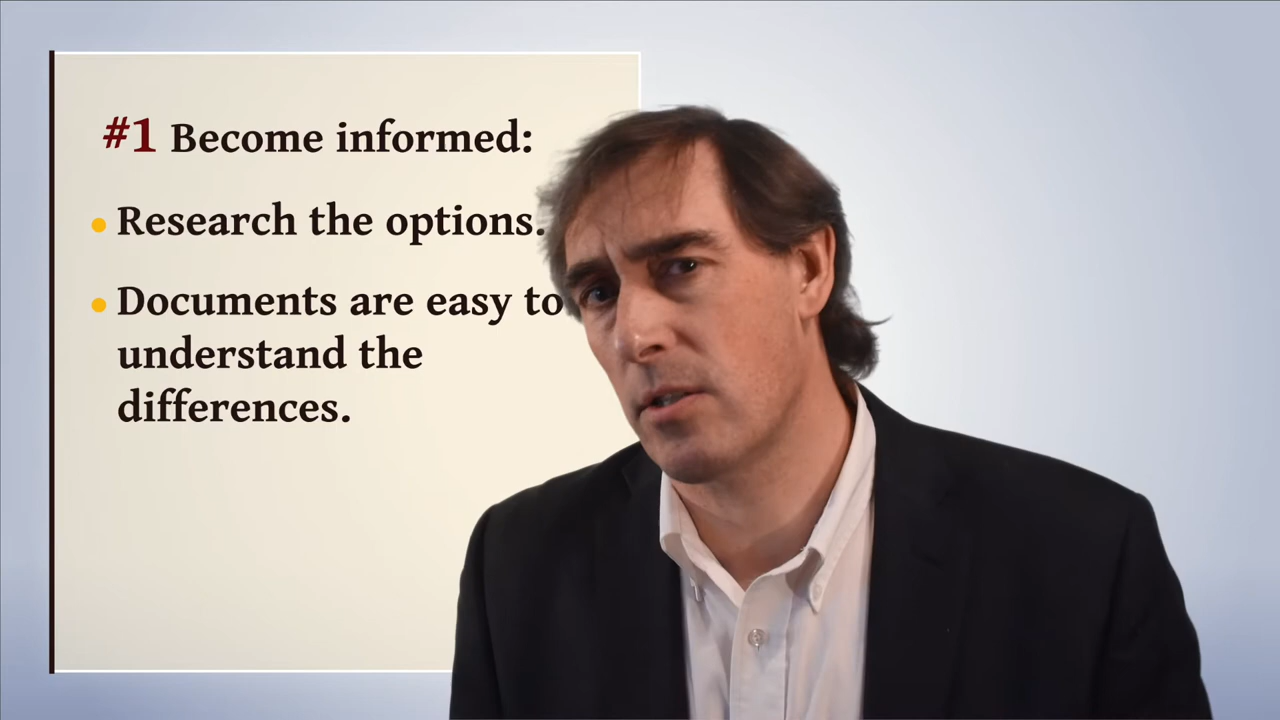 #1 Become informed:
Research the options.
Documents are easy to
understand the
differences.